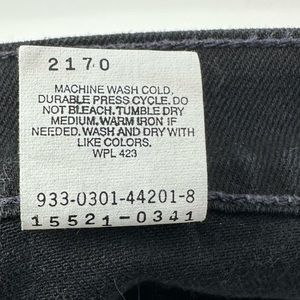 2170
MACHINE WASH COLD,
DURABLE PRESS CYCLE. DO
NOT BLEACH. TUMBLE DRY
MEDIUM. WARM IRON IF
NEEDED. WASH AND DRY WITH
LIKE COLORS.
WPL 423
933-0301-44201-8
15521-0341